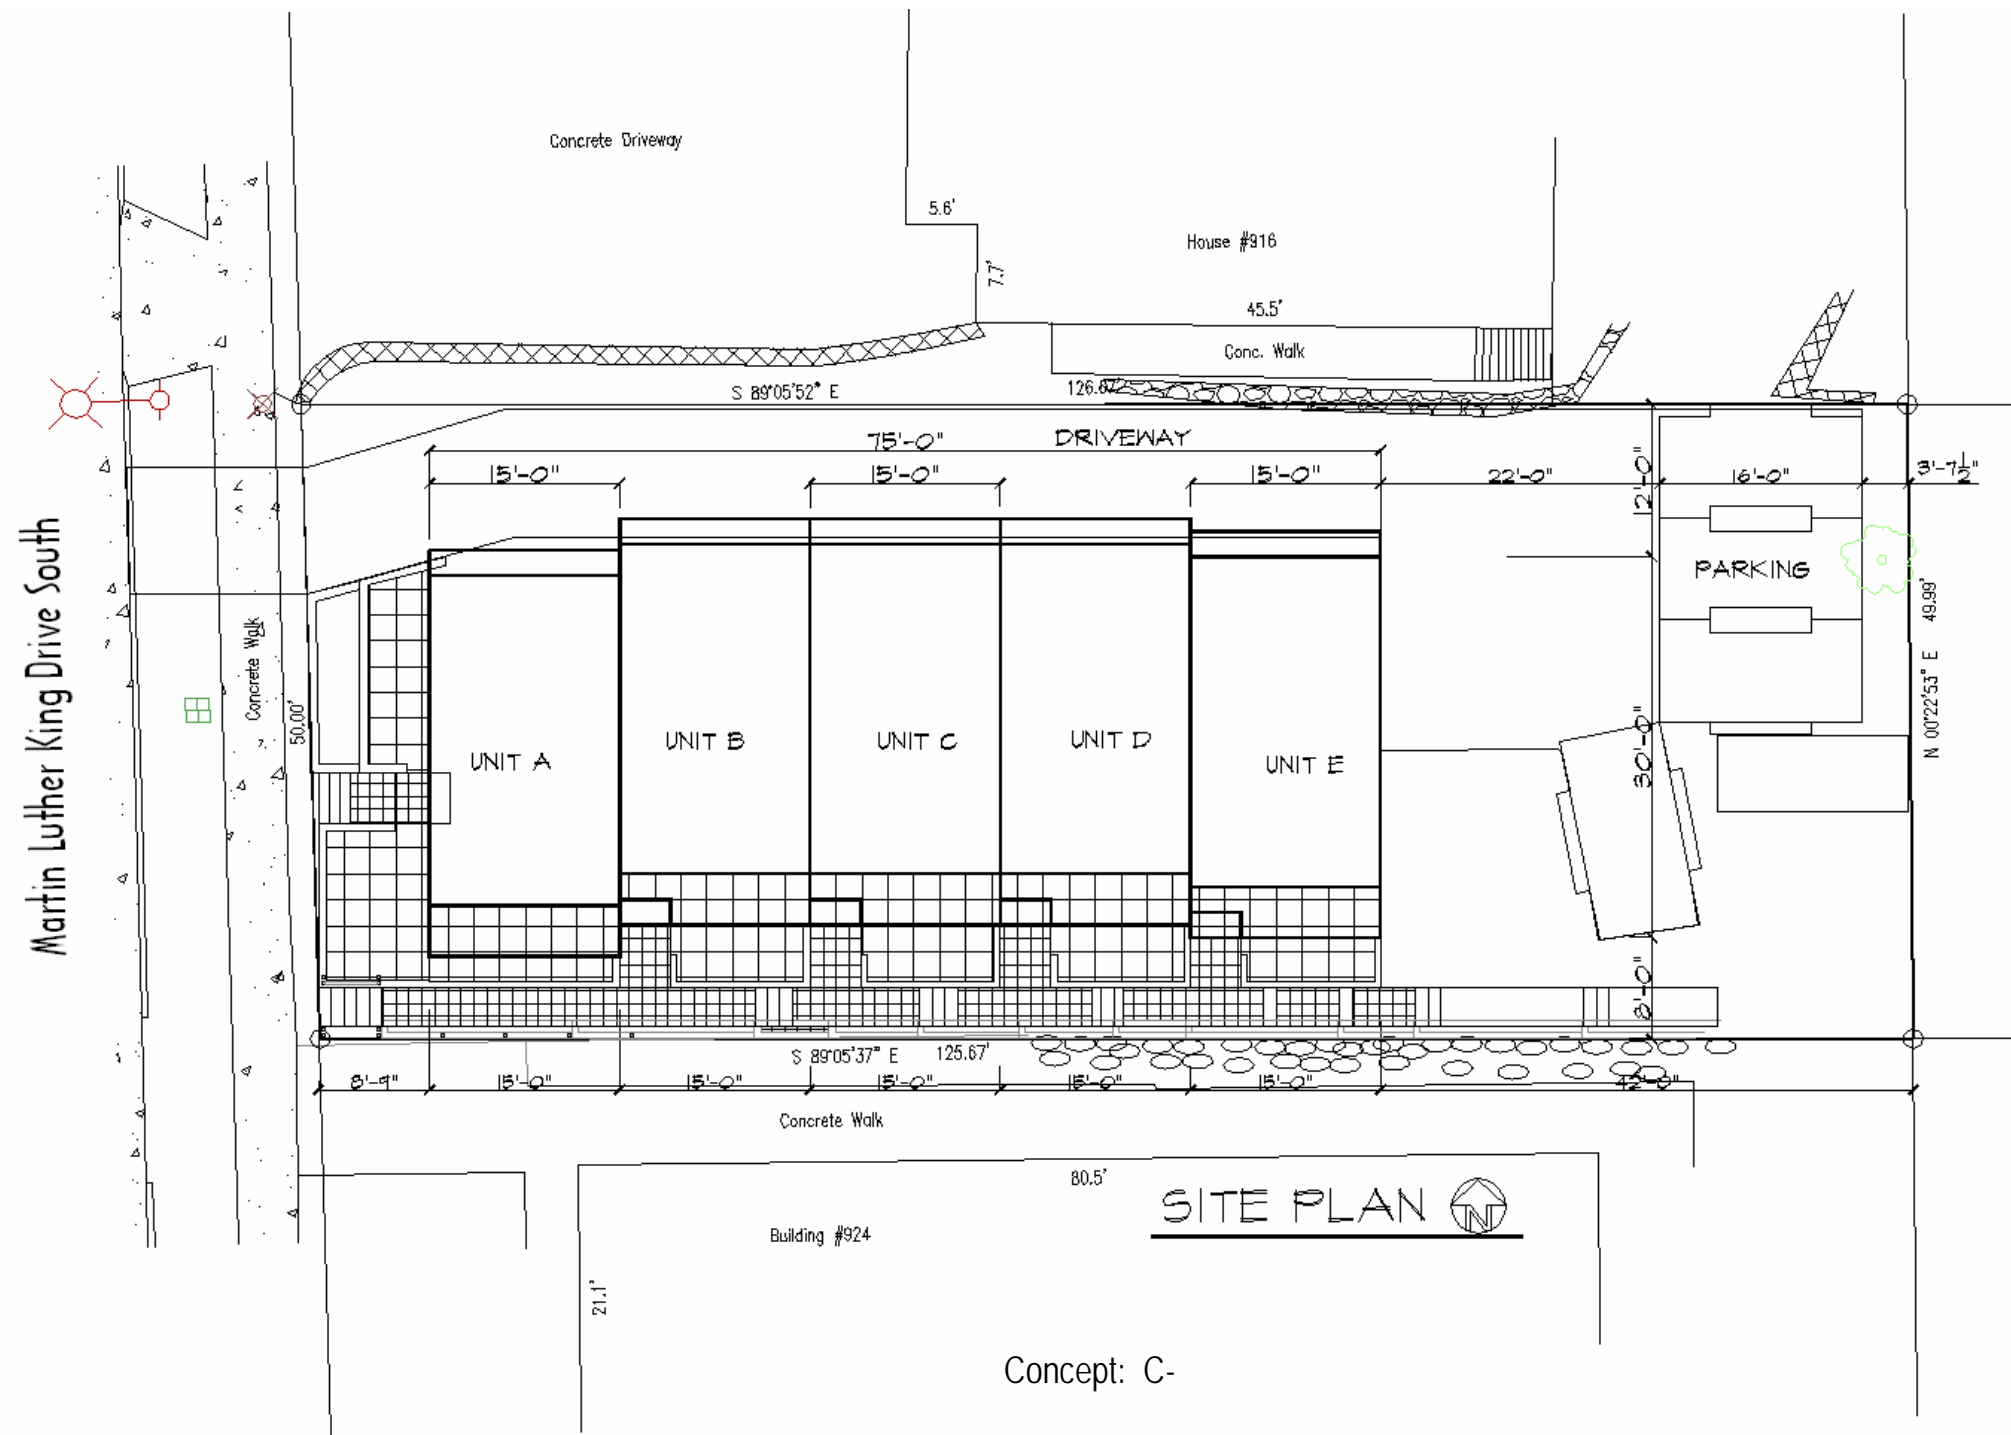 Concrete Driveway
5.6'
House #916
7.7'
45.5'
Conc. Walk
S 89°05'52" E
126.67'
75'-0"
DRIVEWAY
15'-0"
15'-0"
15'-0"
22'-0"
12'-0"
16'-0"
3'-7½"
PARKING
Martin Luther King Drive South
Concrete Walk
50.00'
N 00°22'53" E 49.99'
UNIT A
UNIT B
UNIT C
UNIT D
UNIT E
30'-0"
8'-0"
S 89°05'37" E
125.67'
8'-9"
15'-0"
15'-0"
15'-0"
15'-0"
15'-0"
42'-0"
Concrete Walk
80.5'
SITE PLAN
N
Building #924
21.1'
Concept: C-